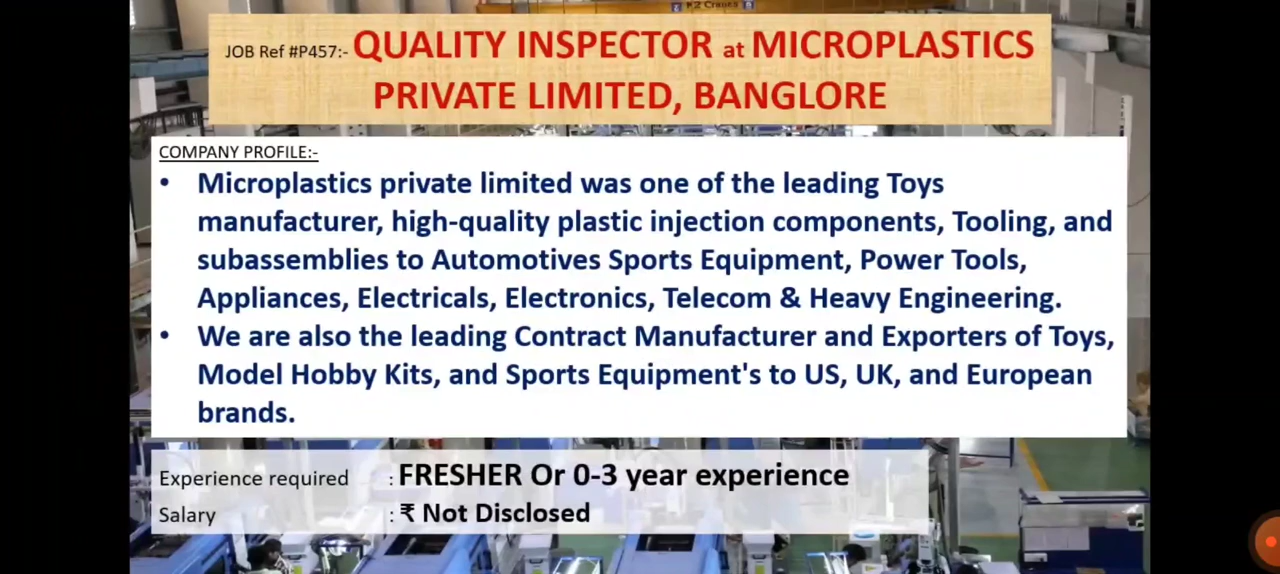 PZ Cranes
JOB Ref #P457:- QUALITY INSPECTOR at MICROPLASTICS
PRIVATE LIMITED, BANGLORE
COMPANY PROFILE:-
• Microplastics private limited was one of the leading Toys
manufacturer, high-quality plastic injection components, Tooling, and
subassemblies to Automotives Sports Equipment, Power Tools,
Appliances, Electricals, Electronics, Telecom & Heavy Engineering.
• We are also the leading Contract Manufacturer and Exporters of Toys,
Model Hobby Kits, and Sports Equipment's to US, UK, and European
brands.
Experience required : FRESHER Or 0-3 year experience
Salary : ₹ Not Disclosed